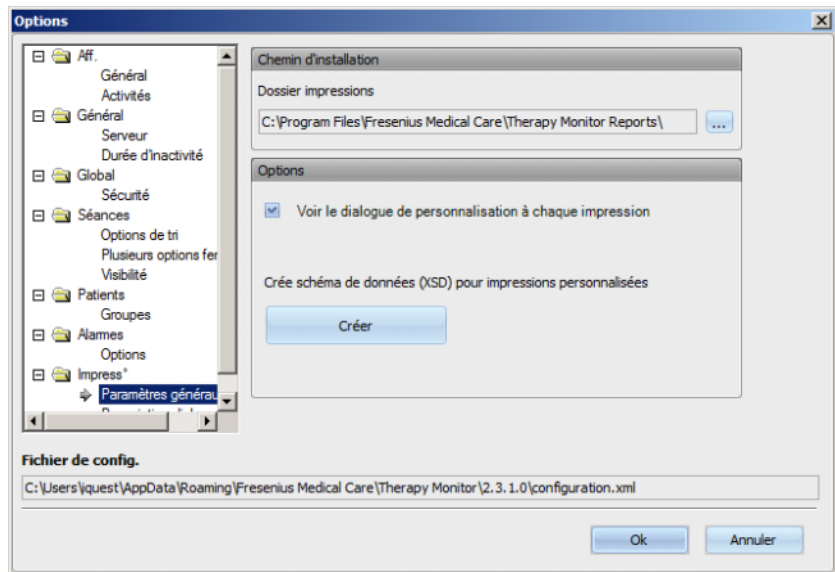 Options
Aff.
Général
Activités
Général
Serveur
Durée d'inactivité
Global
Sécurité
Séances
Options de tri
Plusieurs options fer
Visibilité
Patients
Groupes
Alarmes
Options
Impress°
Paramètres générau
Chemin d'installation
Dossier impressions
C:\Program Files\Fresenius Medical Care\Therapy Monitor Reports\
...
Options
Voir le dialogue de personnalisation à chaque impression
Crée schéma de données (XSD) pour impressions personnalisées
Créer
Fichier de config.
C:\Users\iquest\AppData\Roaming\Fresenius Medical Care\Therapy Monitor\2.3.1.0\configuration.xml
Ok
Annuler